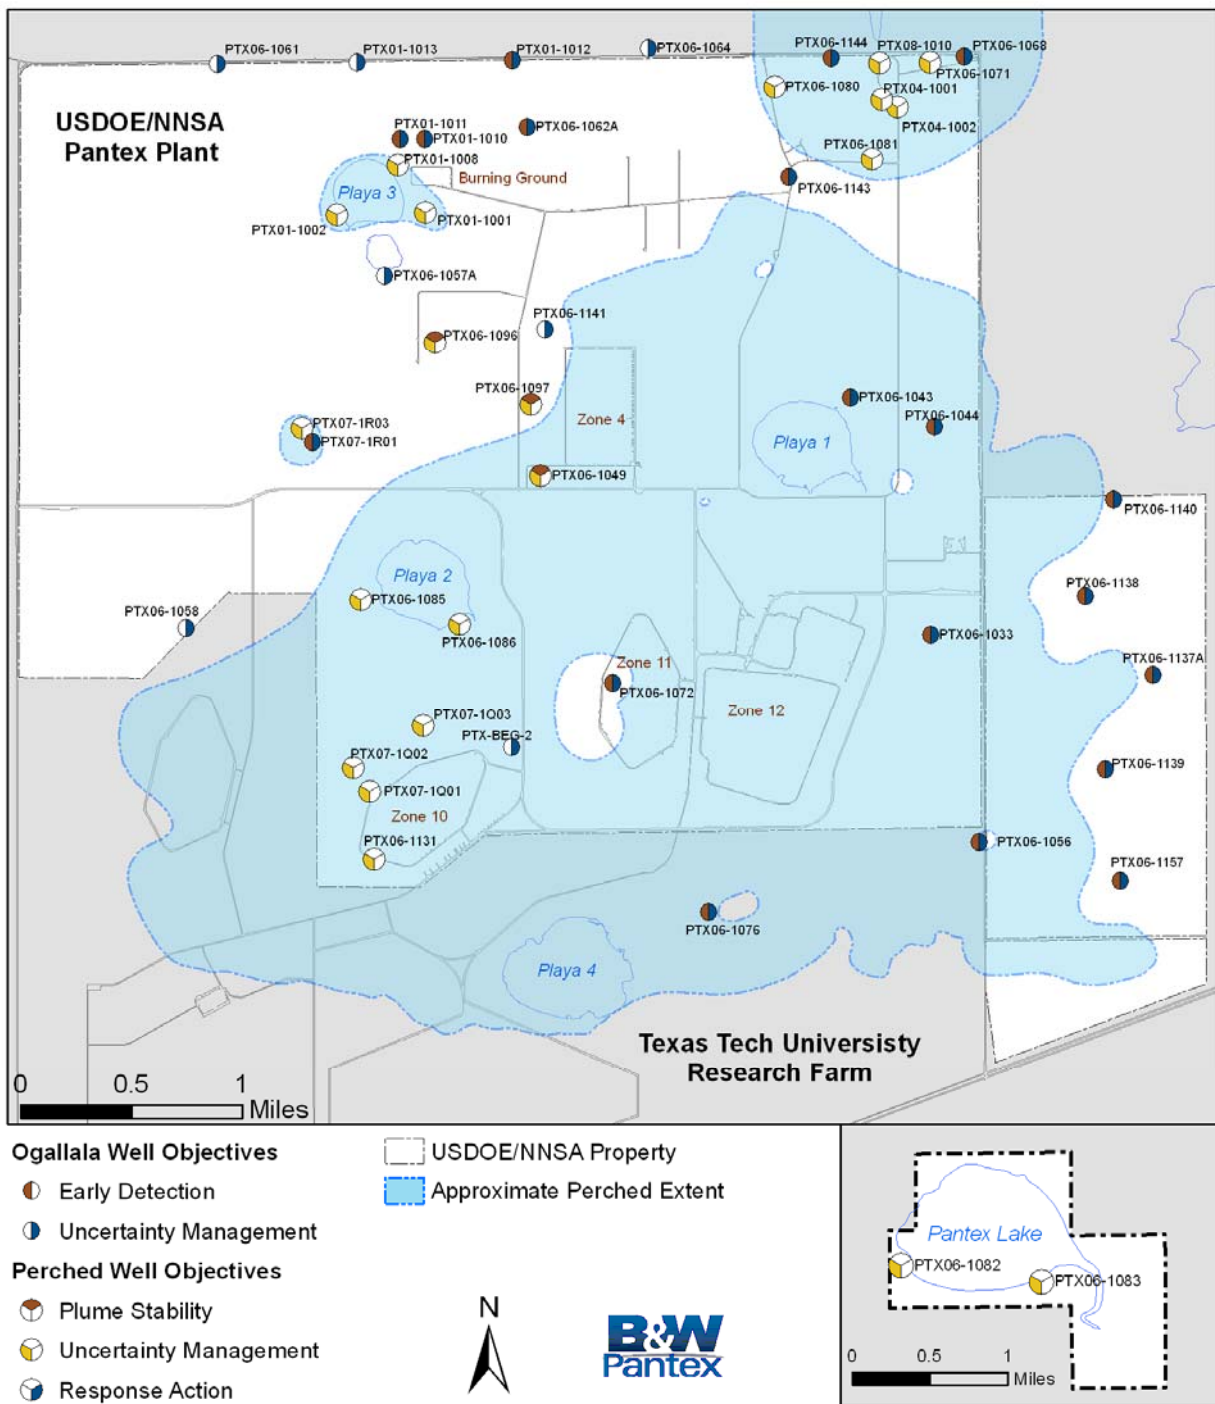 PTX06-1061
PTX01-1013
PTX01-1012
PTX06-1064
PTX06-1144
PTX08-1010
PTX06-1068
PTX06-1071
PTX06-1080
PTX04-1001
PTX04-1002
USDOE/NNSA
Pantex Plant
PTX01-1011
PTX01-1010
PTX06-1062A
PTX01-1008
PTX06-1081
Burning Ground
PTX06-1143
Playa 3
PTX01-1002
PTX01-1001
PTX06-1057A
PTX06-1141
PTX06-1096
PTX06-1097
PTX06-1043
PTX06-1044
Zone 4
Playa 1
PTX07-1R03
PTX07-1R01
PTX06-1049
PTX06-1140
Playa 2
PTX06-1085
PTX06-1138
PTX06-1058
PTX06-1086
PTX06-1033
Zone 11
PTX06-1137A
PTX06-1072
Zone 12
PTX07-1Q03
PTX-BEG-2
PTX07-1Q02
PTX06-1139
PTX07-1Q01
Zone 10
PTX06-1131
PTX06-1056
PTX06-1157
PTX06-1076
Playa 4
Texas Tech Universisty
Research Farm
0 0.5 1
Miles
Ogallala Well Objectives
Early Detection
Uncertainty Management
Perched Well Objectives
Plume Stability
Uncertainty Management
Response Action
USDOE/NNSA Property
Approximate Perched Extent
N
B&W
Pantex
Pantex Lake
PTX06-1082
PTX06-1083
0 0.5 1
Miles